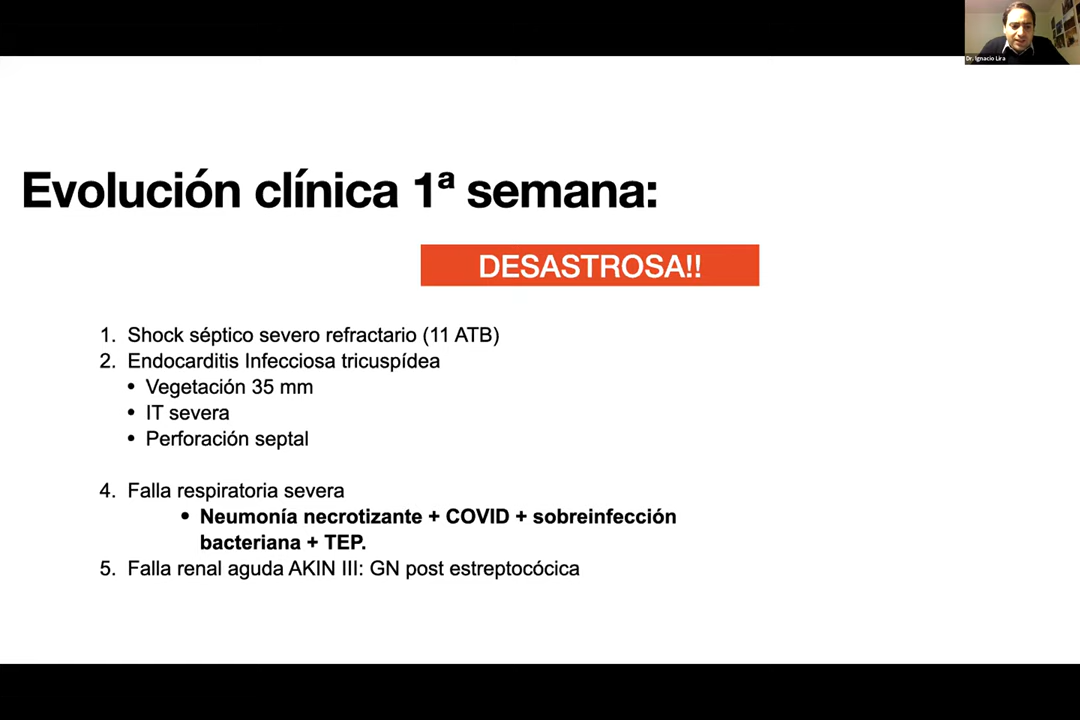 Dr. Ignacio Lira
Evolución clínica 1ª semana:
DESASTROSA!!
1. Shock séptico severo refractario (11 ATB)
2. Endocarditis Infecciosa tricuspídea
• Vegetación 35 mm
• IT severa
• Perforación septal
4. Falla respiratoria severa
• Neumonía necrotizante + COVID + sobreinfección
bacteriana + TEP.
5. Falla renal aguda AKIN III: GN post estreptocócica